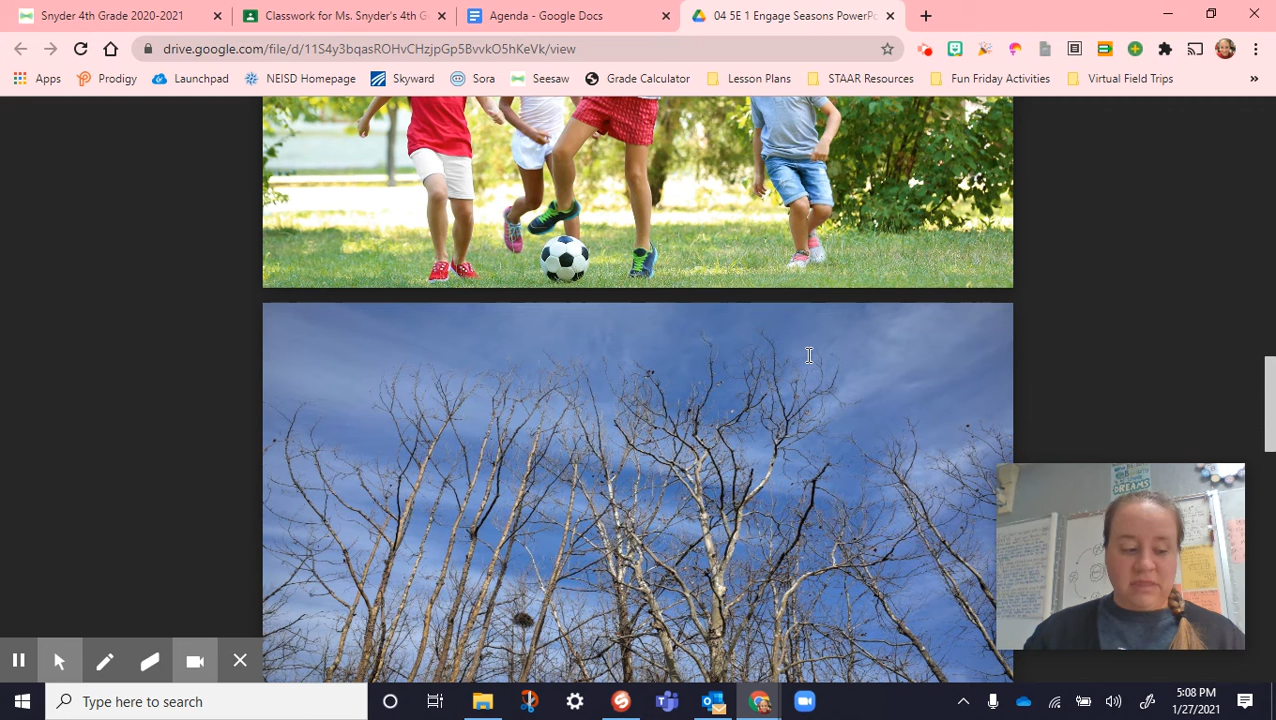 Snyder 4th Grade 2020-2021
Classwork for Ms. Snyder's 4th G
Agenda - Google Docs
04 5E 1 Engage Seasons PowerPo
drive.google.com/file/d/11S4y3bqasROHvCHzjpGp5BvvkO5hKeVk/view
Apps
Prodigy
Launchpad
NEISD Homepage
Skyward
Sora
Seesaw
Grade Calculator
Lesson Plans
STAAR Resources
Fun Friday Activities
Virtual Field Trips
DREAMS
Type here to search
5:08 PM
1/27/2021